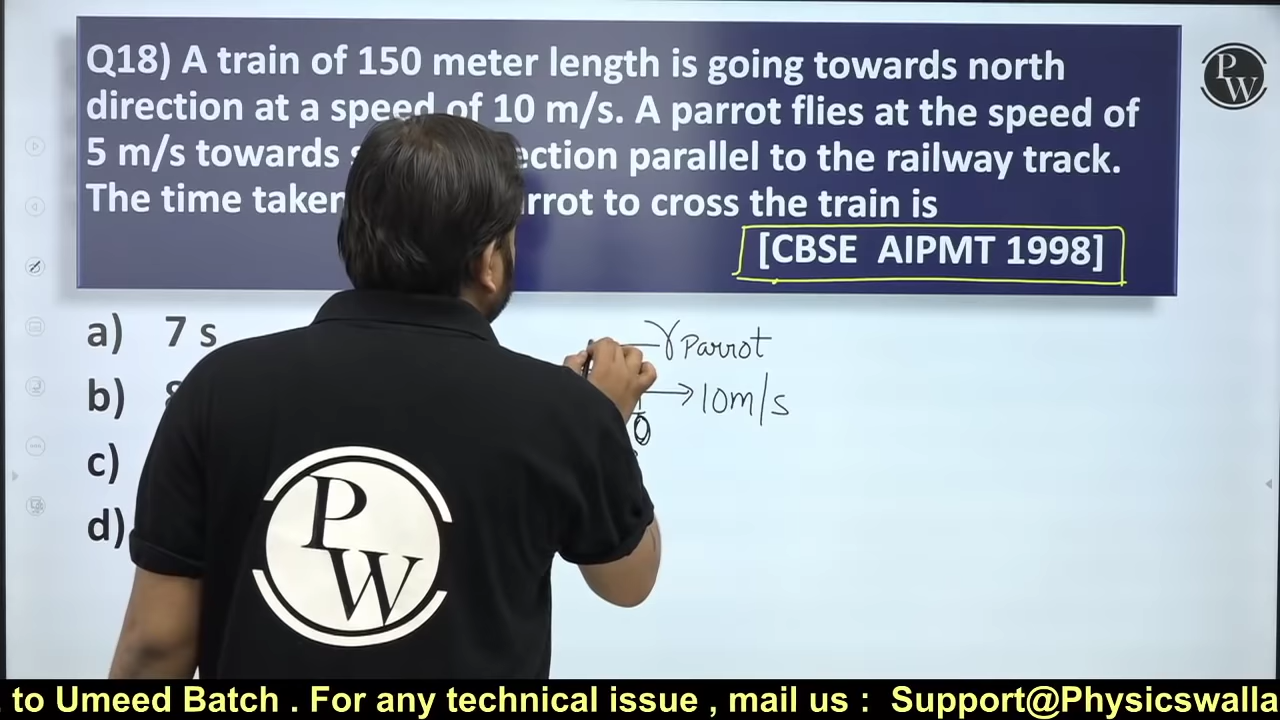 Q18) A train of 150 meter length is going towards north
direction at a speed of 10 m/s. A parrot flies at the speed of
5 m/s towards ection parallel to the railway track.
The time taken rrot to cross the train is
[CBSE AIPMT 1998]
PW
a) 7 s
b)
c)
d)
Parrot
10m/s
PW
to Umeed Batch . For any technical issue , mail us : Support@Physicswalla